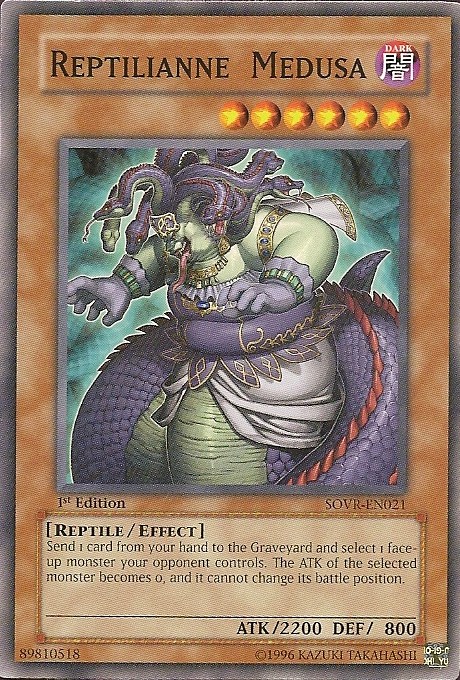 REPTILIANNE MEDUSA
DARK
闇
1st Edition
SOVR-EN021
[REPTILE/EFFECT]
Send 1 card from your hand to the Graveyard and select 1 face-
up monster your opponent controls. The ATK of the selected
monster becomes 0, and it cannot change its battle position.
ATK/2200 DEF/ 800
89810518
©1996 KAZUKI TAKAHASHI